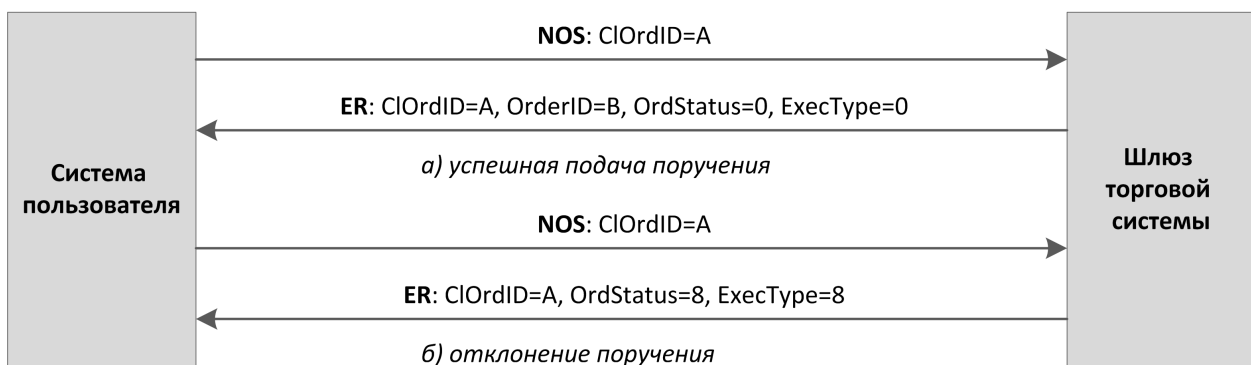 NOS: ClOrdID=A
ER: ClOrdID=A, OrderID=B, OrdStatus=0, ExecType=0
а) успешная подача поручения
Система
пользователя
Шлюз
торговой
системы
NOS: ClOrdID=A
ER: ClOrdID=A, OrdStatus=8, ExecType=8
б) отклонение поручения